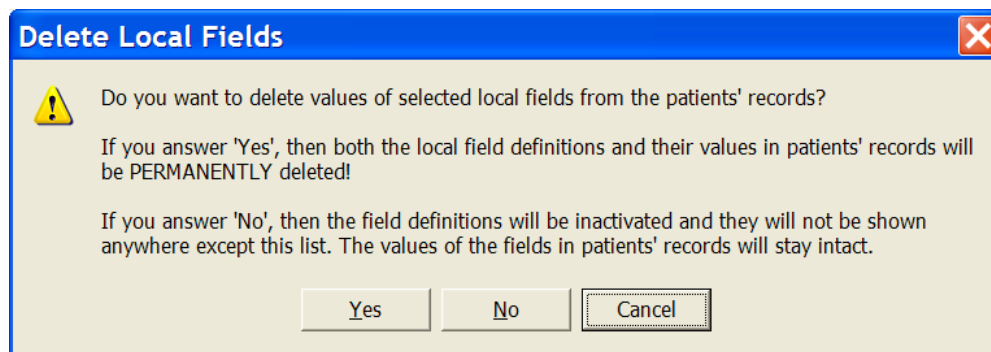 Delete Local Fields
Do you want to delete values of selected local fields from the patients' records?
If you answer 'Yes', then both the local field definitions and their values in patients' records will
be PERMANENTLY deleted!
If you answer 'No', then the field definitions will be inactivated and they will not be shown
anywhere except this list. The values of the fields in patients' records will stay intact.
Yes No Cancel